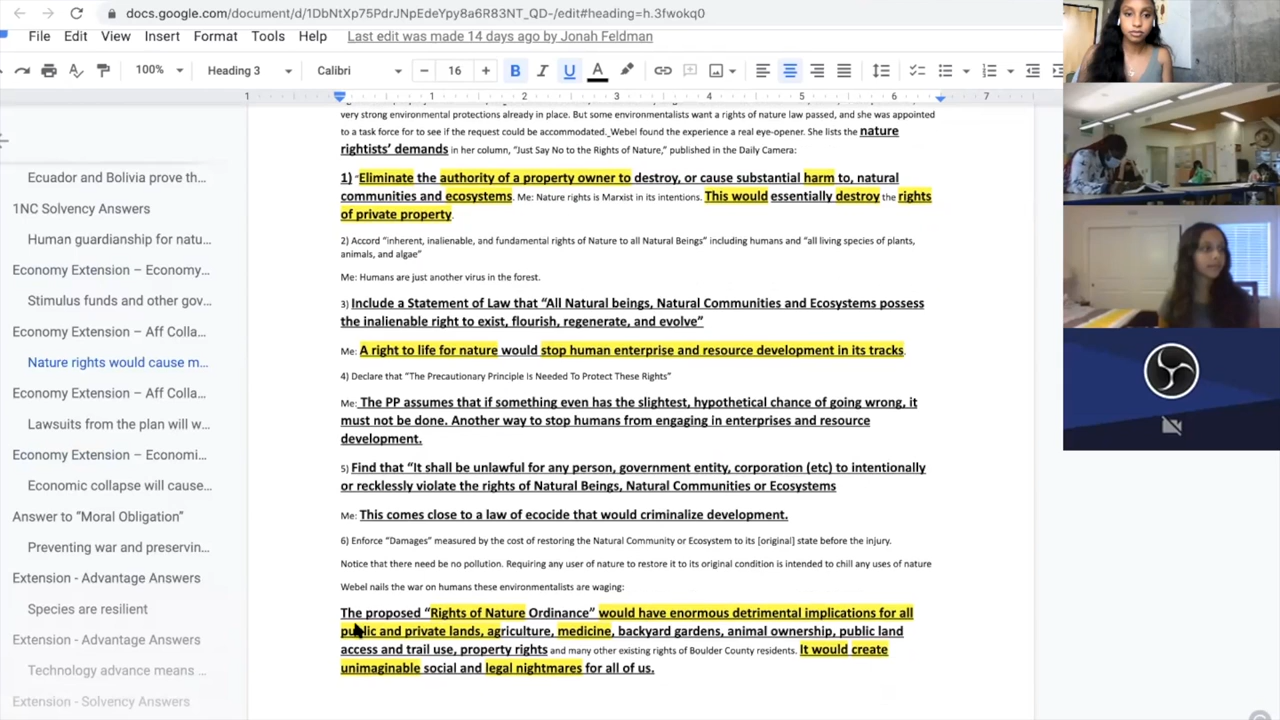 docs.google.com/document/d/1DbNtXp75PdrJNpEdeYpy8a6R83NT_QD-/edit#heading=h.3fwokq0
File Edit View Insert Format Tools Help Last edit was made 14 days ago by Jonah Feldman
100% Heading 3 Calibri 16 B I U A
1 2 3 4 5 6 7
Ecuador and Bolivia prove th...
1NC Solvency Answers
Human guardianship for natu...
Economy Extension – Economy...
Stimulus funds and other gov...
Economy Extension – Aff Colla...
Nature rights would cause m...
Economy Extension – Aff Colla...
Lawsuits from the plan will w...
Economy Extension – Economi...
Economic collapse will cause...
Answer to “Moral Obligation”
Preventing war and preservin...
Extension - Advantage Answers
Species are resilient
Extension - Advantage Answers
Technology advance means ...
Extension - Solvency Answers
very strong environmental protections already in place. But some environmentalists want a rights of nature law passed, and she was appointed
to a task force for to see if the request could be accommodated. Webel found the experience a real eye-opener. She lists the nature
rightists’ demands in her column, “Just Say No to the Rights of Nature,” published in the Daily Camera:
1) “Eliminate the authority of a property owner to destroy, or cause substantial harm to, natural
communities and ecosystems. Me: Nature rights is Marxist in its intentions. This would essentially destroy the rights
of private property.
2) Accord “inherent, inalienable, and fundamental rights of Nature to all Natural Beings” including humans and “all living species of plants,
animals, and algae”
Me: Humans are just another virus in the forest.
3) Include a Statement of Law that “All Natural beings, Natural Communities and Ecosystems possess
the inalienable right to exist, flourish, regenerate, and evolve”
Me: A right to life for nature would stop human enterprise and resource development in its tracks.
4) Declare that “The Precautionary Principle Is Needed To Protect These Rights”
Me: The PP assumes that if something even has the slightest, hypothetical chance of going wrong, it
must not be done. Another way to stop humans from engaging in enterprises and resource
development.
5) Find that “It shall be unlawful for any person, government entity, corporation (etc) to intentionally
or recklessly violate the rights of Natural Beings, Natural Communities or Ecosystems
Me: This comes close to a law of ecocide that would criminalize development.
6) Enforce “Damages” measured by the cost of restoring the Natural Community or Ecosystem to its [original] state before the injury.
Notice that there need be no pollution. Requiring any user of nature to restore it to its original condition is intended to chill any uses of nature
Webel nails the war on humans these environmentalists are waging:
The proposed “Rights of Nature Ordinance” would have enormous detrimental implications for all
public and private lands, agriculture, medicine, backyard gardens, animal ownership, public land
access and trail use, property rights and many other existing rights of Boulder County residents. It would create
unimaginable social and legal nightmares for all of us.